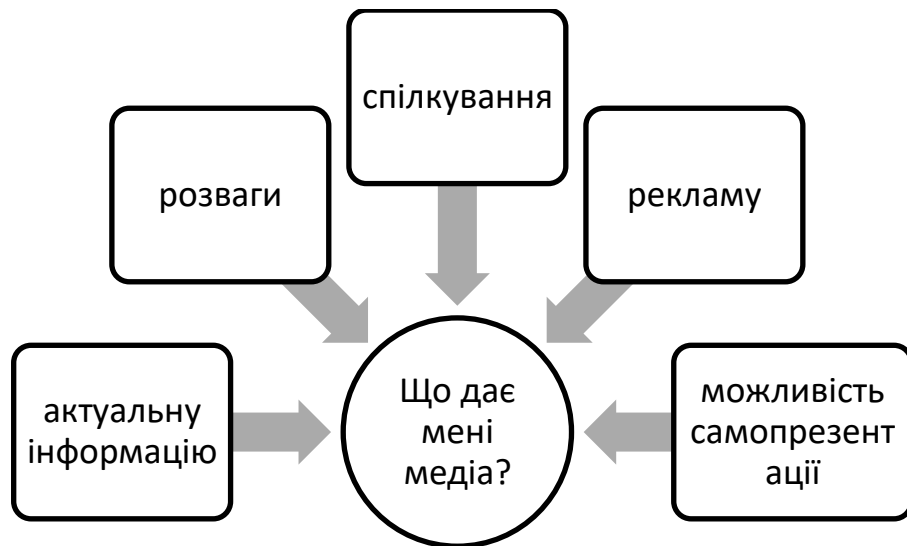 спілкування
розваги
рекламу
актуальну
інформацію
Що дає
мені
медіа?
можливість
самопрезент
ації